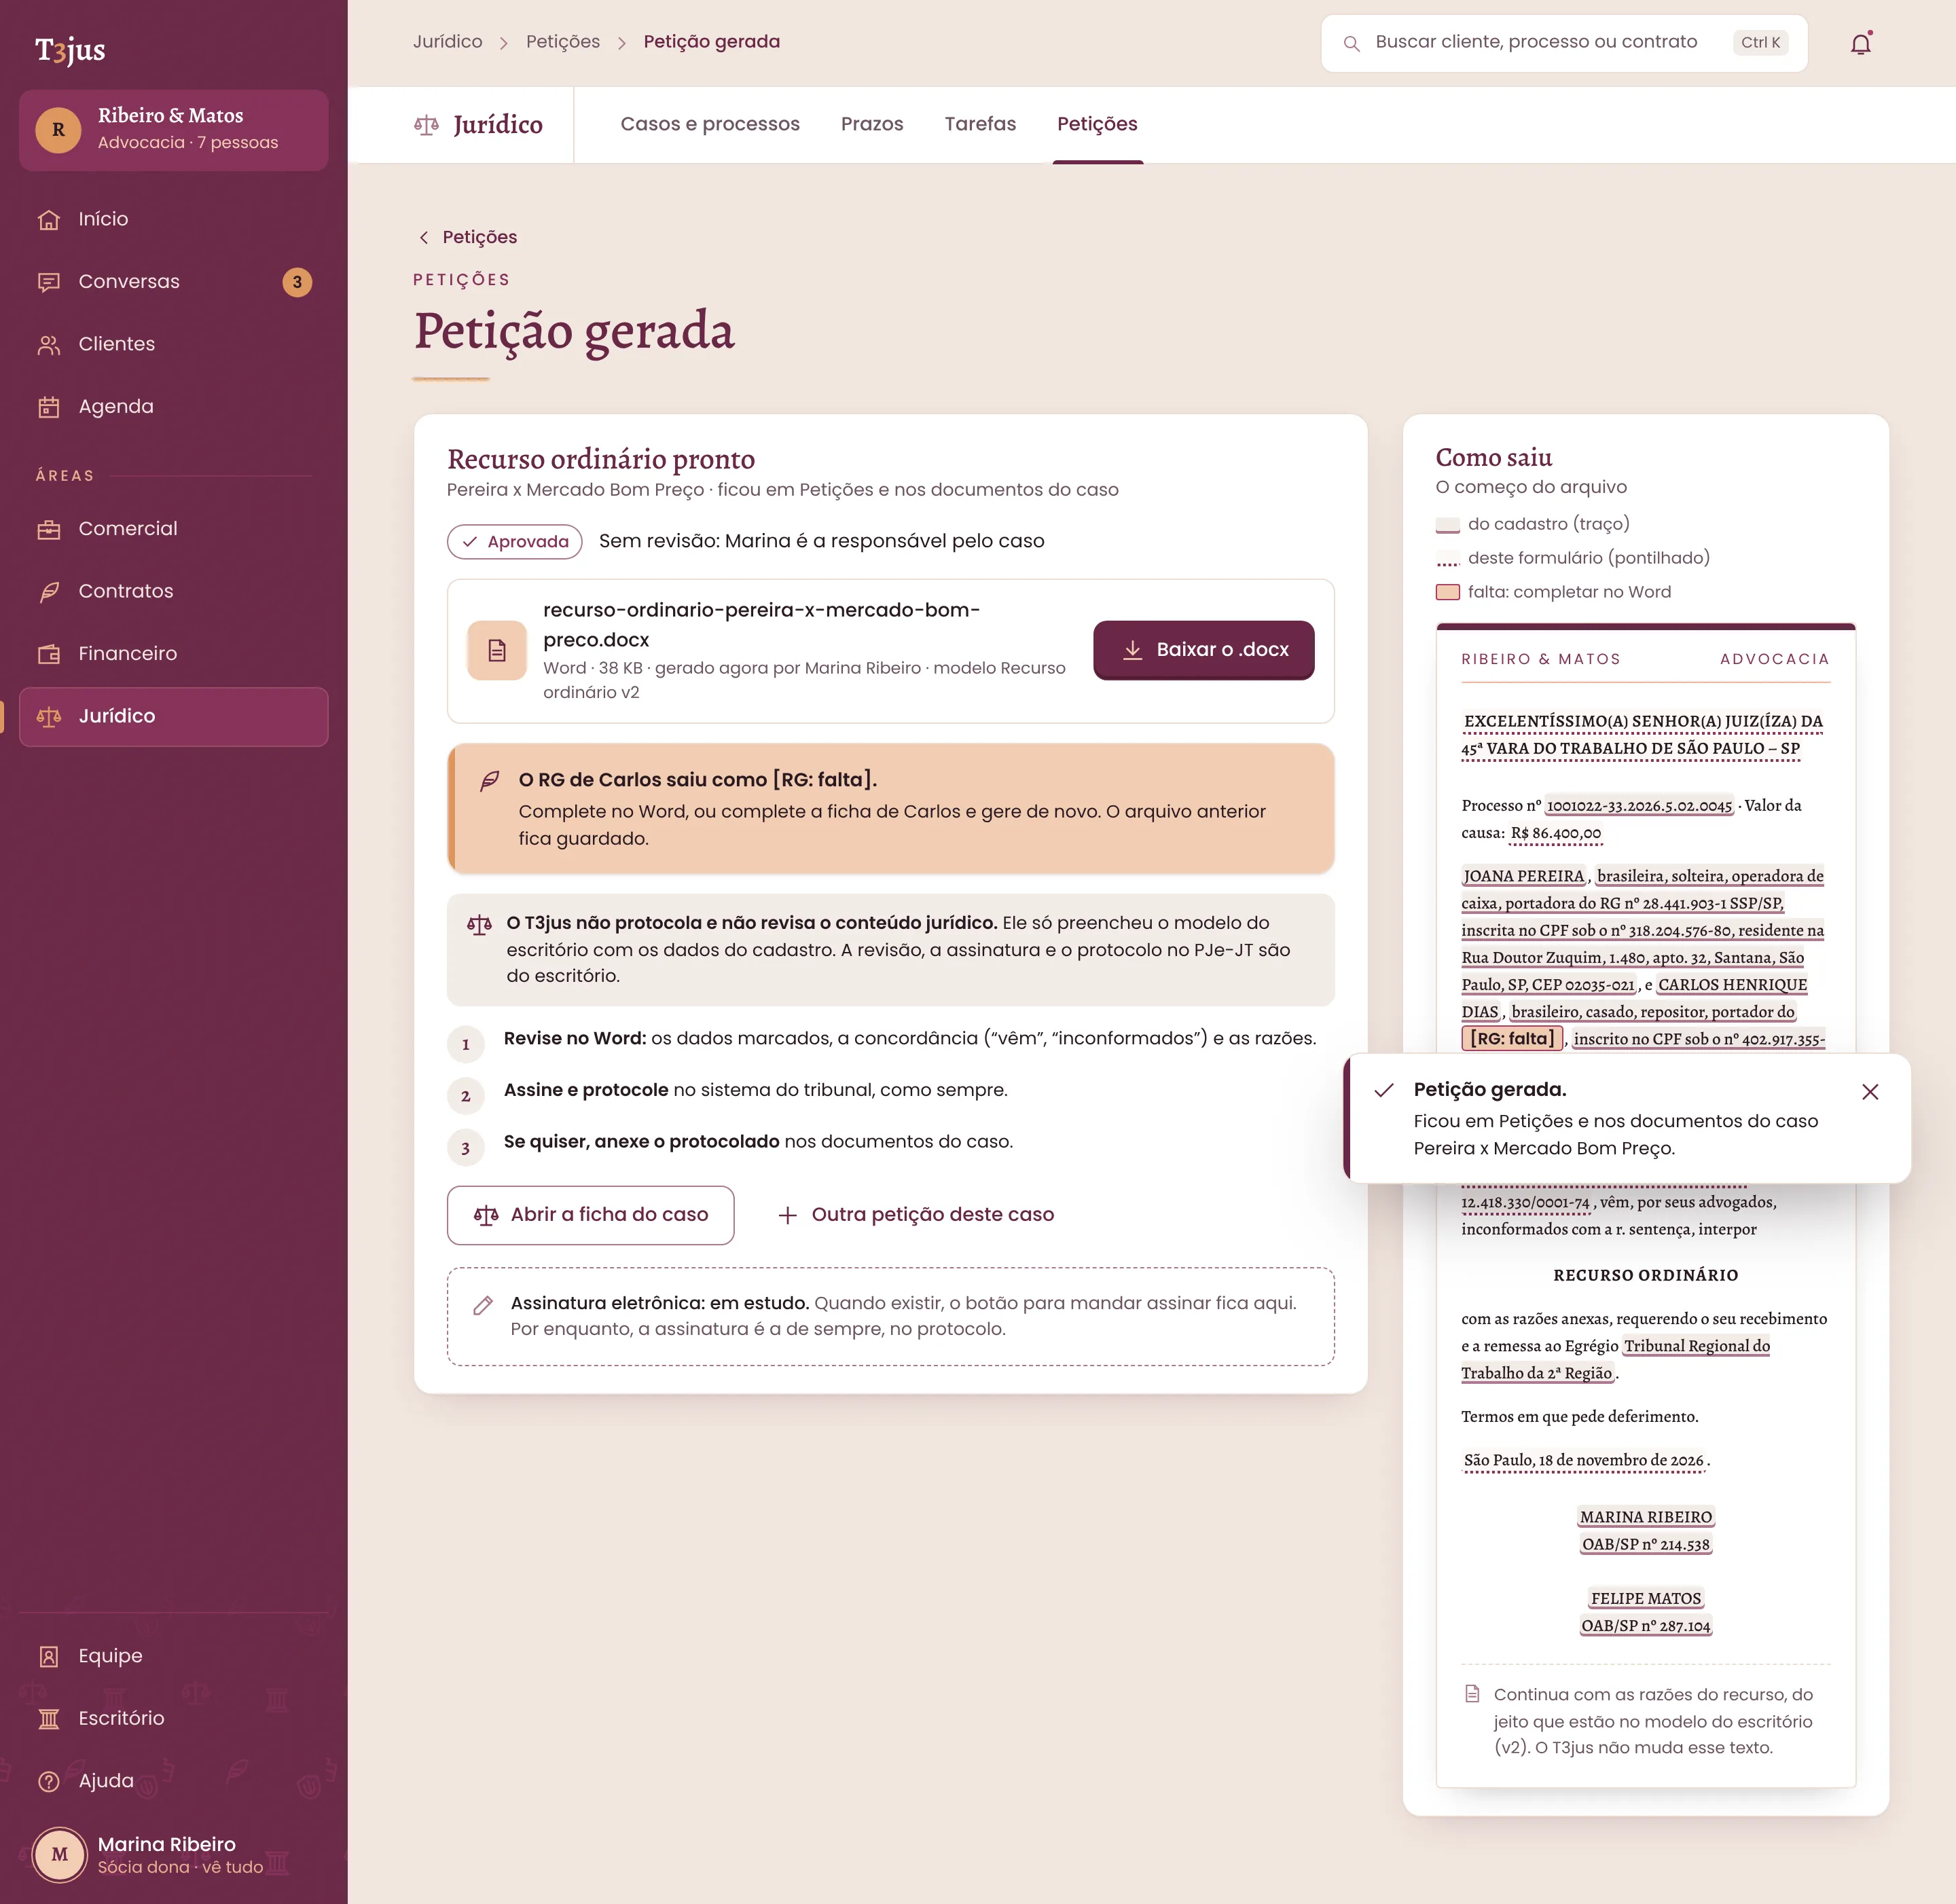 T3jus
R
Ribeiro & Matos
Advocacia · 7 pessoas
Início
Conversas
3
Clientes
Agenda
ÁREAS
Comercial
Contratos
Financeiro
Jurídico
Equipe
Escritório
Ajuda
M
Marina Ribeiro
Sócia dona · vê tudo
Jurídico
Petições
Petição gerada
Buscar cliente, processo ou contrato
Ctrl K
Jurídico
Casos e processos
Prazos
Tarefas
Petições
Petições
PETIÇÕES
Petição gerada
Recurso ordinário pronto
Pereira x Mercado Bom Preço · ficou em Petições e nos documentos do caso
Aprovada
Sem revisão: Marina é a responsável pelo caso
recurso-ordinario-pereira-x-mercado-bom-
preco.docx
Word · 38 KB · gerado agora por Marina Ribeiro · modelo Recurso
ordinário v2
Baixar o .docx
O RG de Carlos saiu como [RG: falta].
Complete no Word, ou complete a ficha de Carlos e gere de novo. O arquivo anterior
fica guardado.
O T3jus não protocola e não revisa o conteúdo jurídico. Ele só preencheu o modelo do
escritório com os dados do cadastro. A revisão, a assinatura e o protocolo no PJe-JT são
do escritório.
1
Revise no Word: os dados marcados, a concordância (“vêm”, “inconformados”) e as razões.
2
Assine e protocole no sistema do tribunal, como sempre.
3
Se quiser, anexe o protocolado nos documentos do caso.
Abrir a ficha do caso
Outra petição deste caso
Assinatura eletrônica: em estudo. Quando existir, o botão para mandar assinar fica aqui.
Por enquanto, a assinatura é a de sempre, no protocolo.
Como saiu
O começo do arquivo
do cadastro (traço)
deste formulário (pontilhado)
falta: completar no Word
RIBEIRO & MATOS
ADVOCACIA
EXCELENTÍSSIMO(A) SENHOR(A) JUIZ(ÍZA) DA
45ª VARA DO TRABALHO DE SÃO PAULO – SP
Processo nº 1001022-33.2026.5.02.0045 · Valor da
causa: R$ 86.400,00
JOANA PEREIRA, brasileira, solteira, operadora de
caixa, portadora do RG nº 28.441.903-1 SSP/SP,
inscrita no CPF sob o nº 318.204.576-80, residente na
Rua Doutor Zuquim, 1.480, apto. 32, Santana, São
Paulo, SP, CEP 02035-021, e CARLOS HENRIQUE
DIAS, brasileiro, casado, repositor, portador do
[RG: falta], inscrito no CPF sob o nº 402.917.355-
Petição gerada.
Ficou em Petições e nos documentos do caso
Pereira x Mercado Bom Preço.
12.418.330/0001-74, vêm, por seus advogados,
inconformados com a r. sentença, interpor
RECURSO ORDINÁRIO
com as razões anexas, requerendo o seu recebimento
e a remessa ao Egrégio Tribunal Regional do
Trabalho da 2ª Região.
Termos em que pede deferimento.
São Paulo, 18 de novembro de 2026.
MARINA RIBEIRO
OAB/SP nº 214.538
FELIPE MATOS
OAB/SP nº 287.104
Continua com as razões do recurso, do
jeito que estão no modelo do escritório
(v2). O T3jus não muda esse texto.